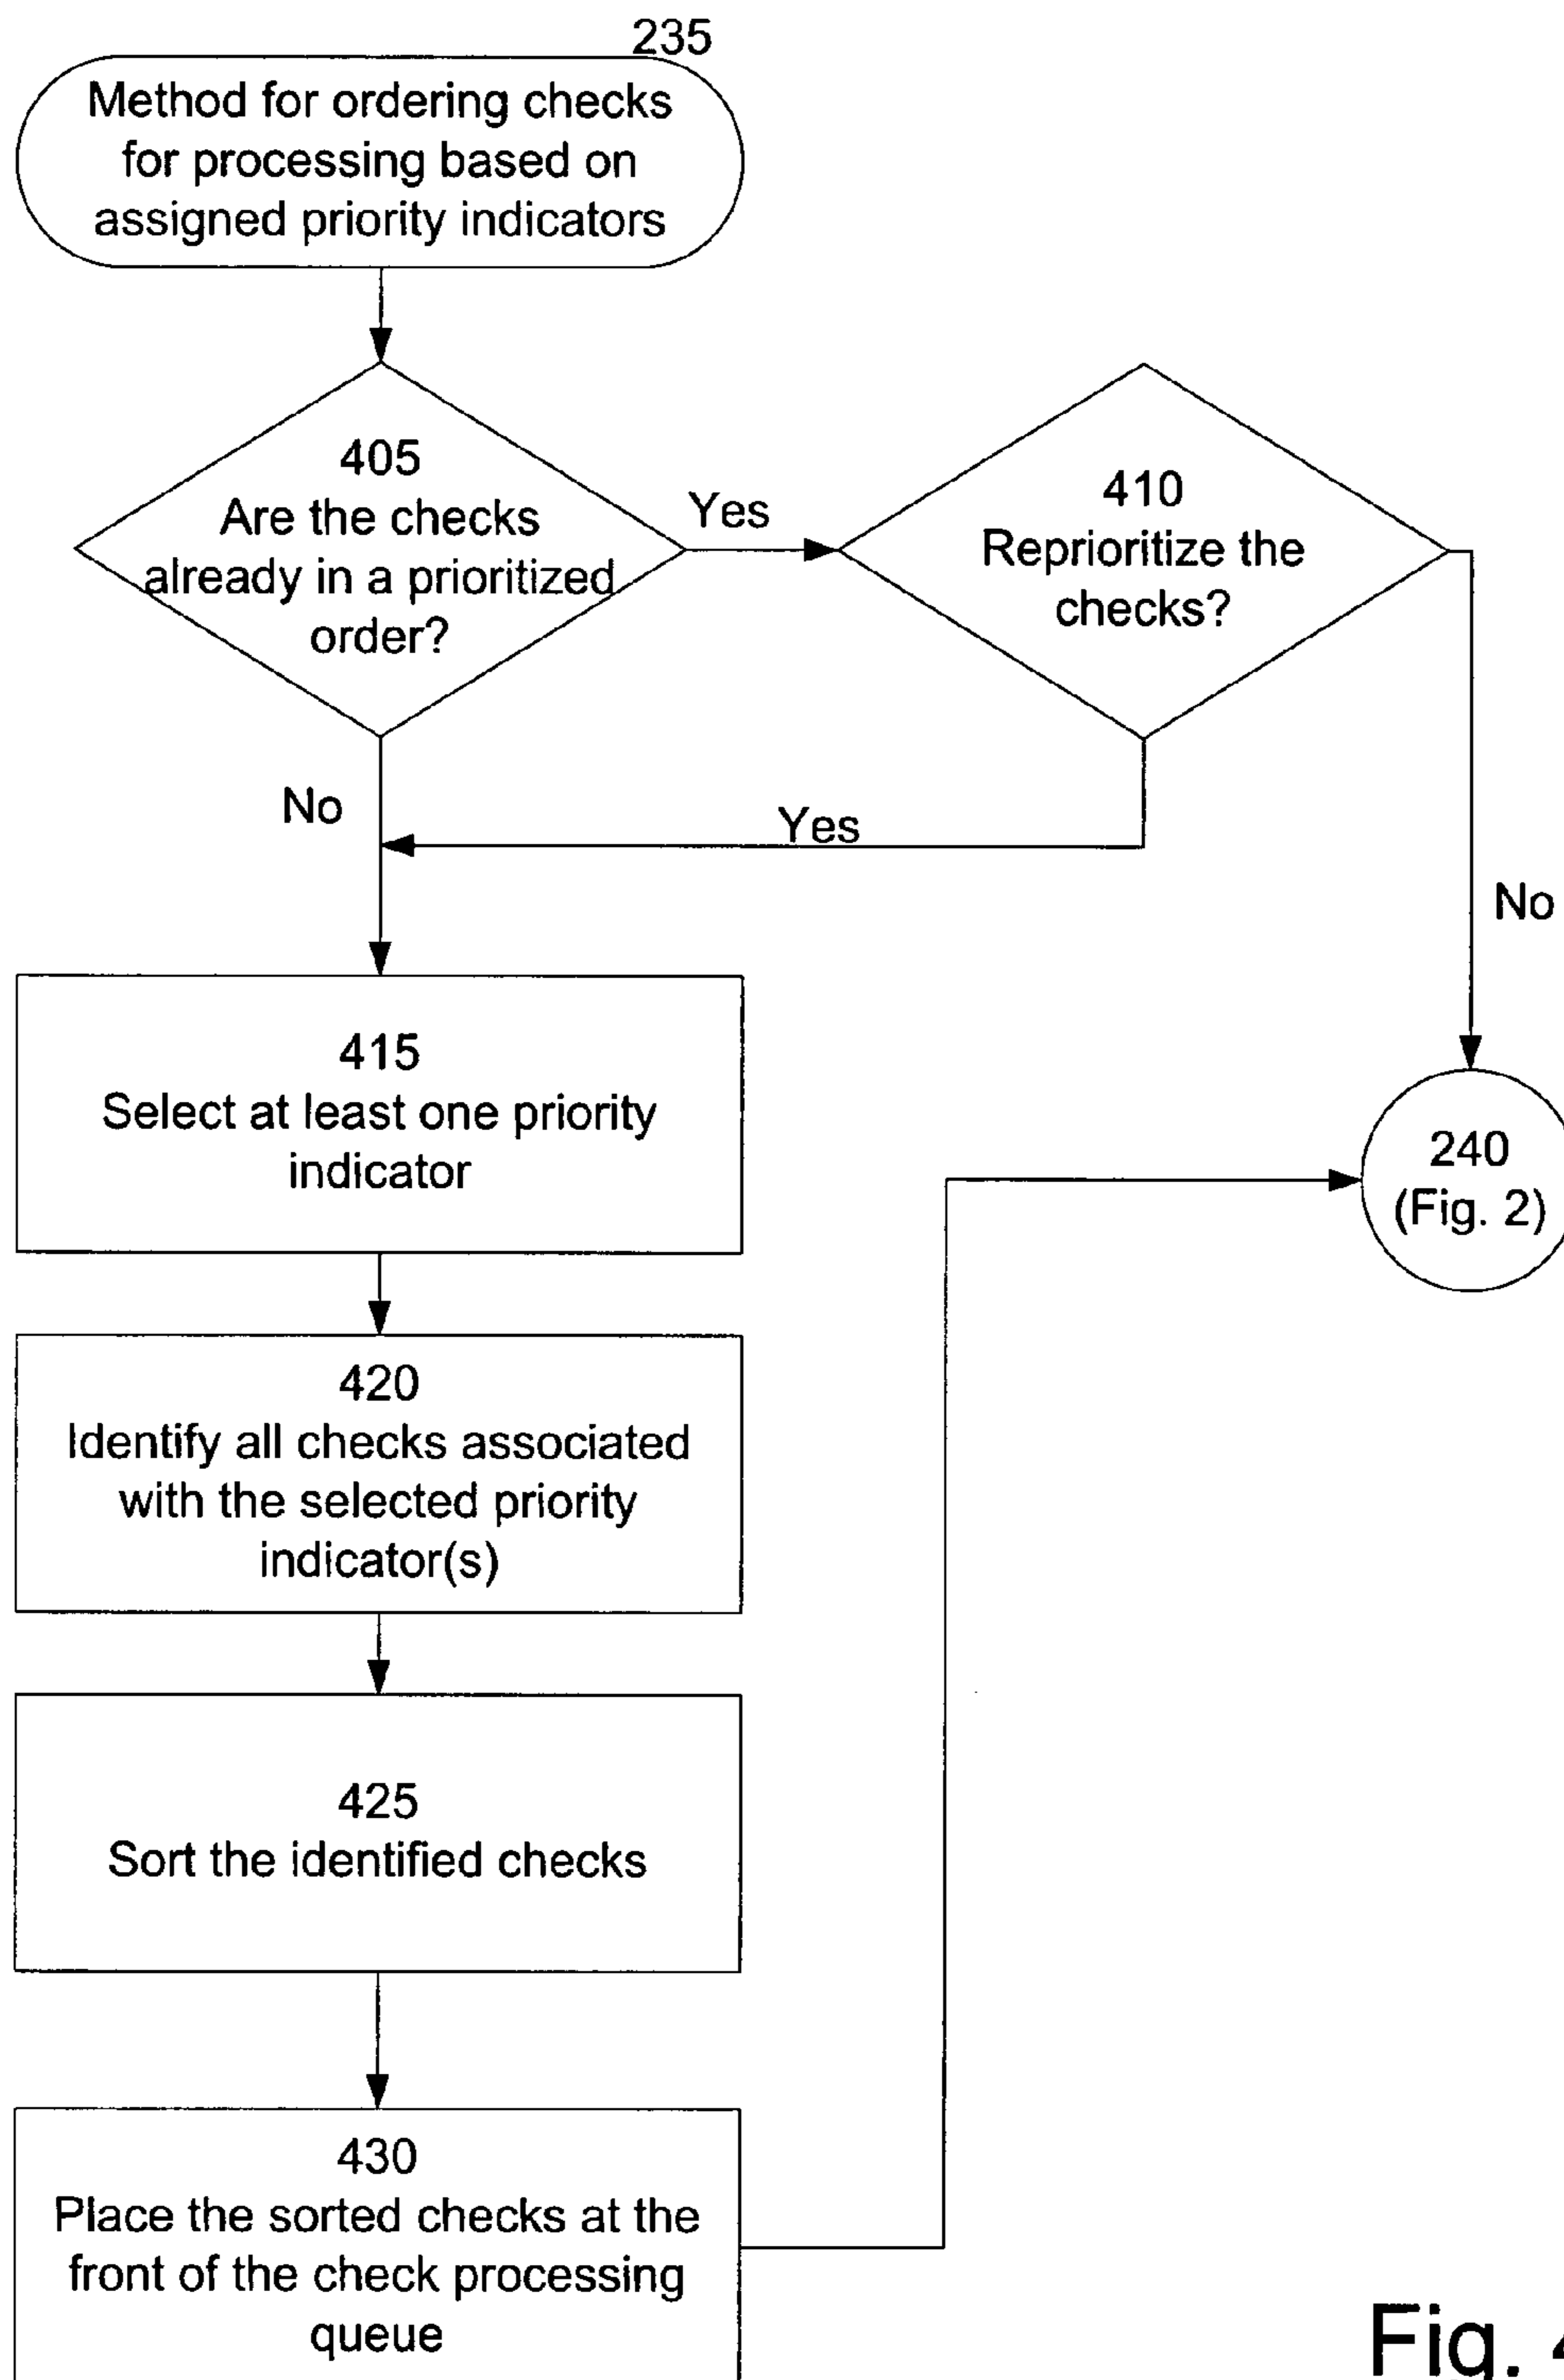 235
Method for ordering checks
for processing based on
assigned priority indicators
405
Are the checks
already in a prioritized
order?
Yes
410
Reprioritize the
checks?
No
Yes
No
415
Select at least one priority
indicator
240
(Fig. 2)
420
Identify all checks associated
with the selected priority
indicator(s)
425
Sort the identified checks
430
Place the sorted checks at the
front of the check processing
queue
Fig. 4